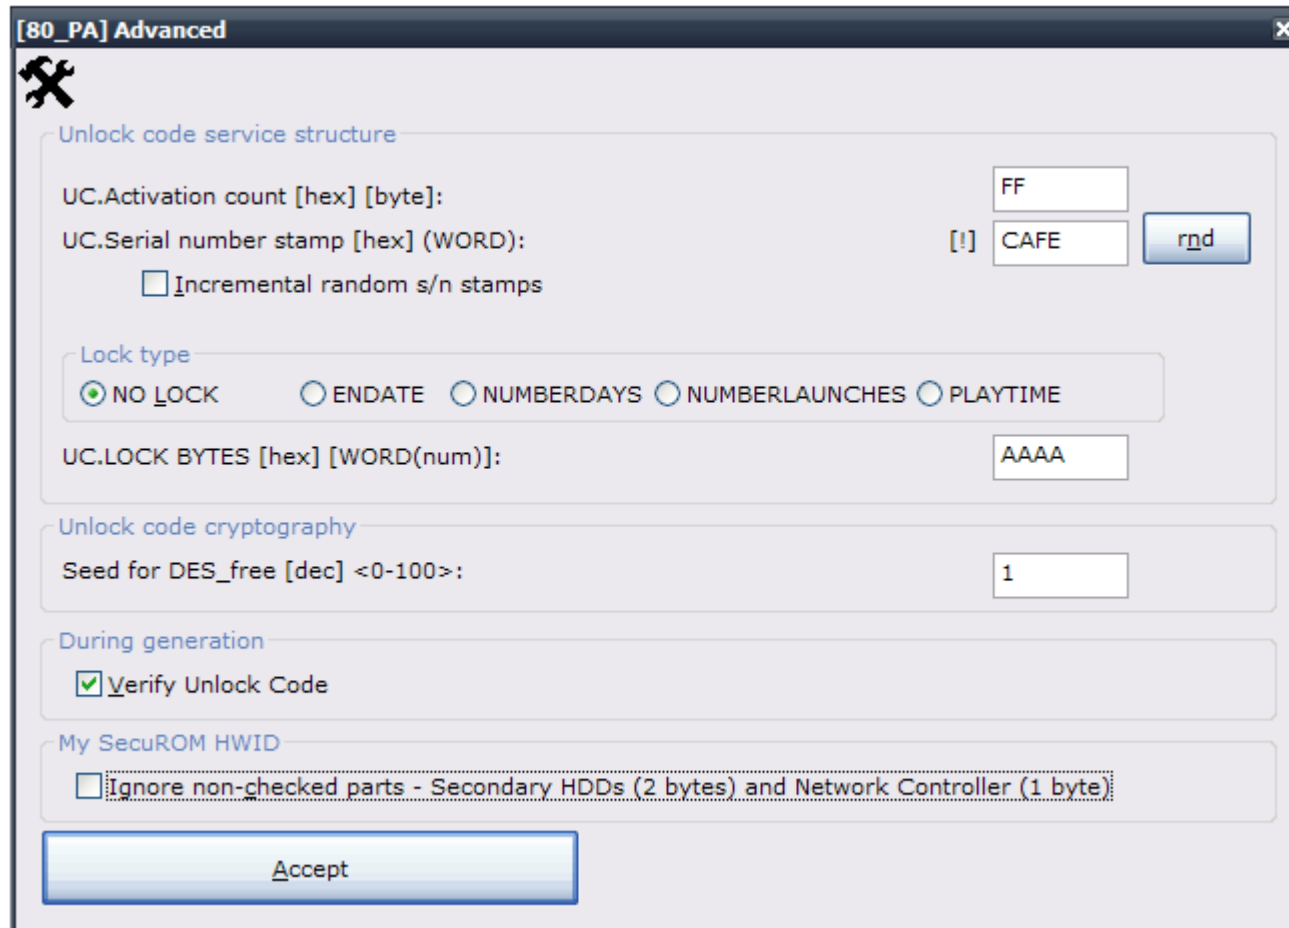 [80_PA] Advanced
Unlock code service structure
UC.Activation count [hex] [byte]: FF
UC.Serial number stamp [hex] (WORD): [!] CAFE rnd
Incremental random s/n stamps
Lock type
NO LOCK ENDATE NUMBERDAYS NUMBERLAUNCHES PLAYTIME
UC.LOCK BYTES [hex] [WORD(num)]: AAAA
Unlock code cryptography
Seed for DES_free [dec] <0-100>: 1
During generation
Verify Unlock Code
My SecuROM HWID
Ignore non-checked parts - Secondary HDDs (2 bytes) and Network Controller (1 byte)
Accept